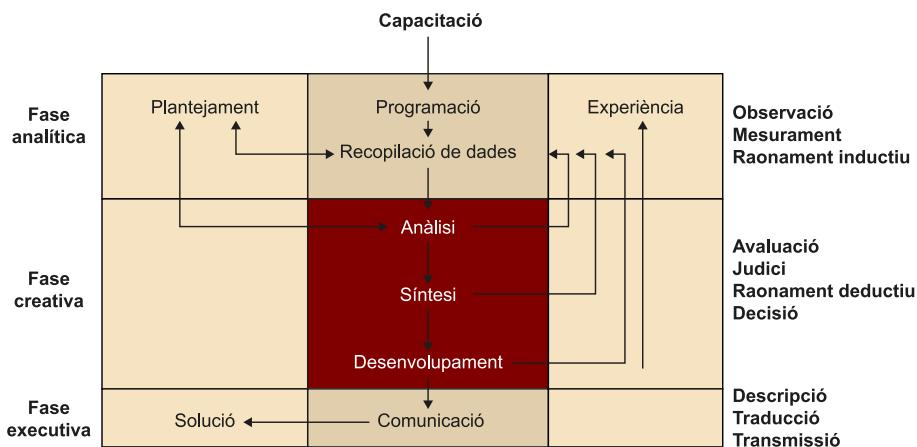 Capacitació
Fase
analítica
Plantejament
Programació
Experiència
Recopilació de dades
Observació
Mesurament
Raonament inductiu
Fase
creativa
Anàlisi
Síntesi
Desenvolupament
Avaluació
Judici
Raonament deductiu
Decisió
Fase
executiva
Solució
Comunicació
Descripció
Traducció
Transmissió